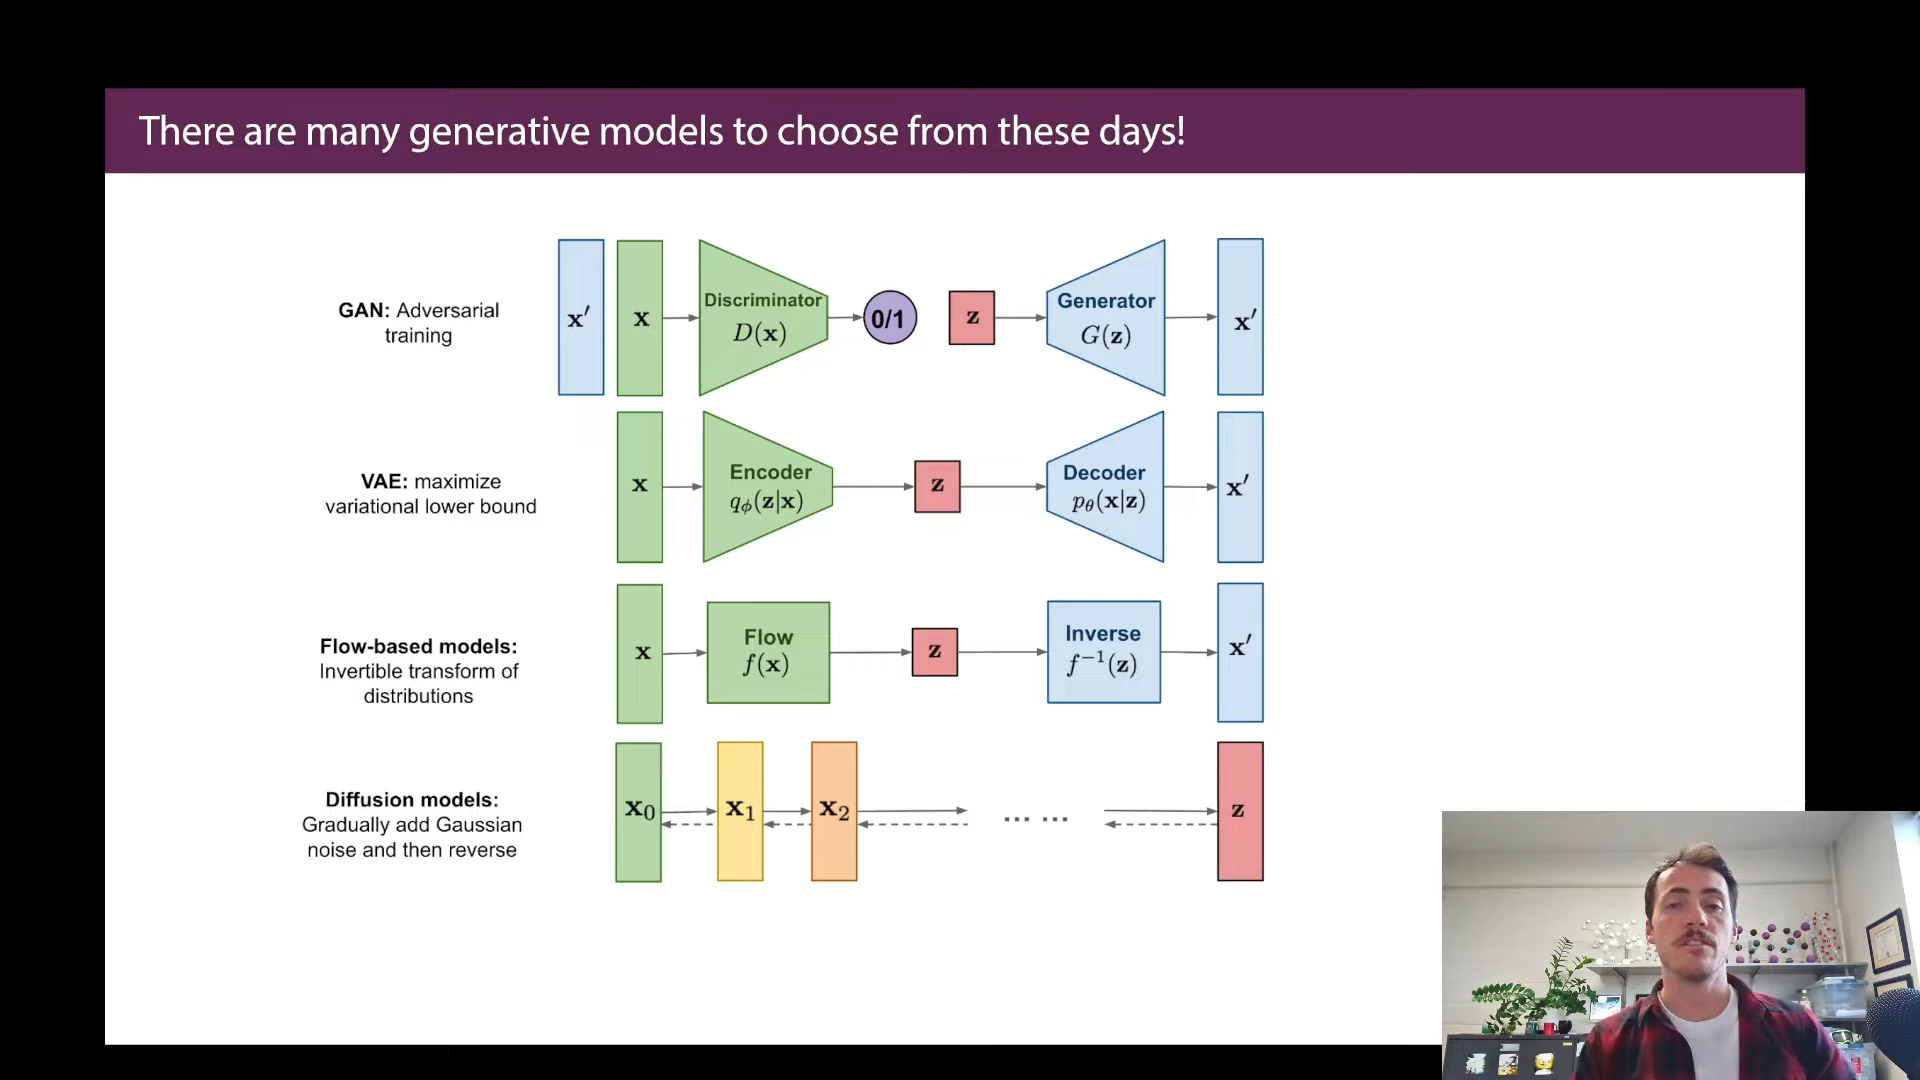 There are many generative models to choose from these days!
GAN: Adversarial
training
x′
x
Discriminator
D(x)
0/1
z
Generator
G(z)
x′
VAE: maximize
variational lower bound
x
Encoder
qϕ(z|x)
z
Decoder
pθ(x|z)
x′
Flow-based models:
Invertible transform of
distributions
x
Flow
f(x)
z
Inverse
f⁻¹(z)
x′
Diffusion models:
Gradually add Gaussian
noise and then reverse
x₀
x₁
x₂
... ...
z